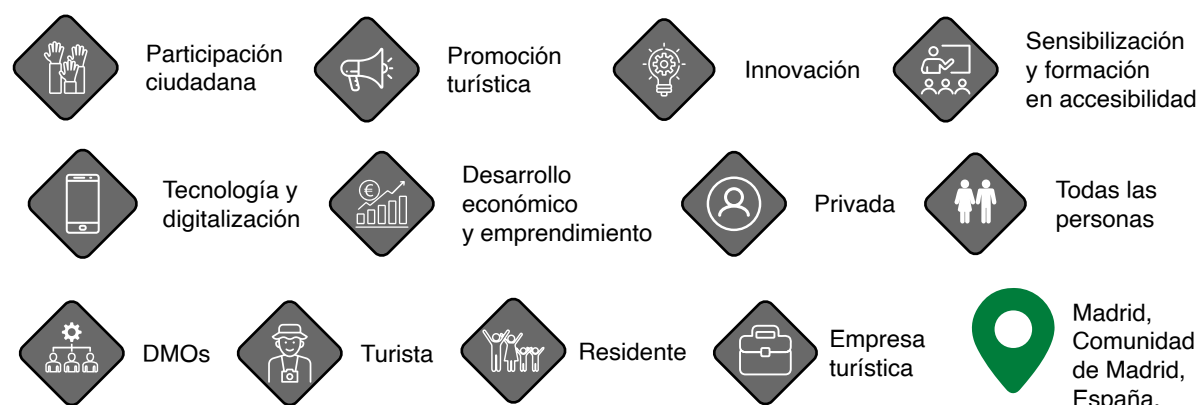 Participación
ciudadana
Promoción
turística
Innovación
Sensibilización
y formación
en accesibilidad
Tecnología y
digitalización
Desarrollo
económico
y emprendimiento
Privada
Todas las
personas
DMOs
Turista
Residente
Empresa
turística
Madrid,
Comunidad
de Madrid,
España.